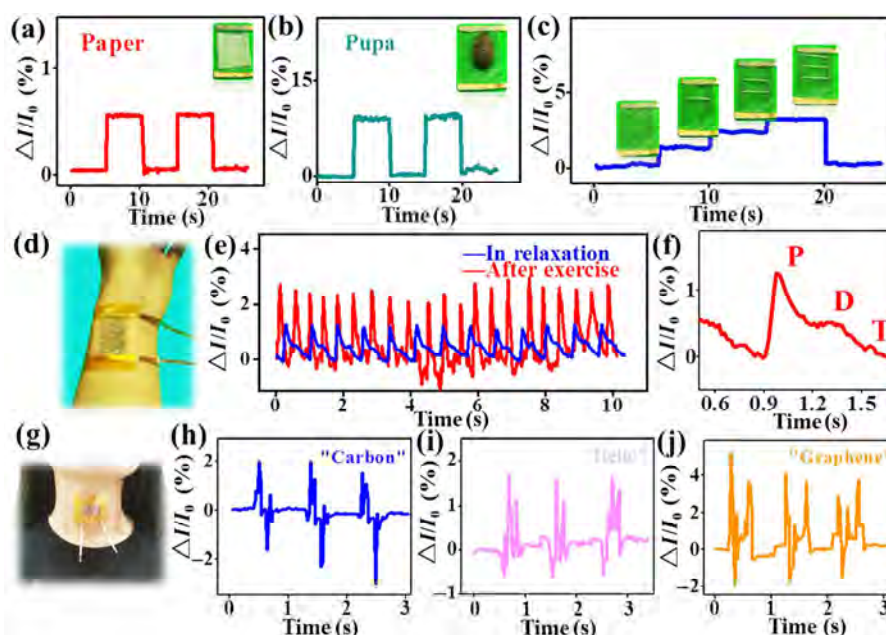 (a)
Paper
1
0
ΔI/I₀ (%)
0
10
20
Time (s)
(b)
Pupa
15
0
ΔI/I₀ (%)
0
10
20
Time (s)
(c)
5
0
ΔI/I₀ (%)
0
10
20
Time (s)
(d)
(e)
In relaxation
After exercise
4
2
0
ΔI/I₀ (%)
0
2
4
6
8
10
Time (s)
(f)
P
D
T
1
0
ΔI/I₀ (%)
0.6
0.9
1.2
1.6
Time (s)
(g)
(h)
"Carbon"
2
0
−2
ΔI/I₀ (%)
0
1
2
3
Time (s)
(i)
2
1
0
−1
ΔI/I₀ (%)
0
1
2
3
Time (s)
(j)
"Graphene"
4
2
0
−2
ΔI/I₀ (%)
0
1
2
3
Time (s)